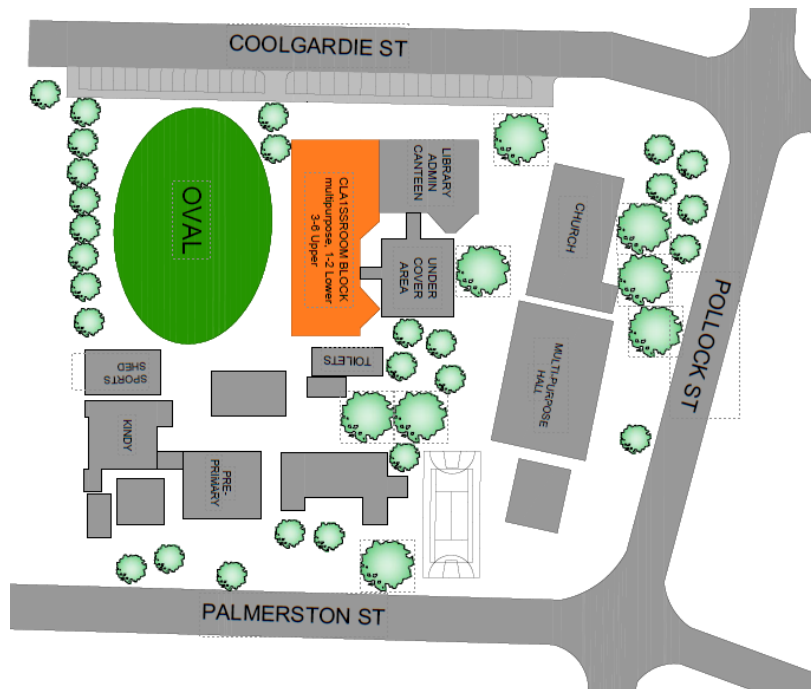 COOLGARDIE ST
LIBRARY
ADMIN
CANTEEN
CLA1SSROOM BLOCK
multipurpose, 1-2 Lower
3-6 Upper
OVAL
CHURCH
UNDER
COVER
AREA
POLLOCK ST
TOILETS
SPORTS
SHED
MULTI-PURPOSE
HALL
KINDY
PRE-
PRIMARY
PALMERSTON ST